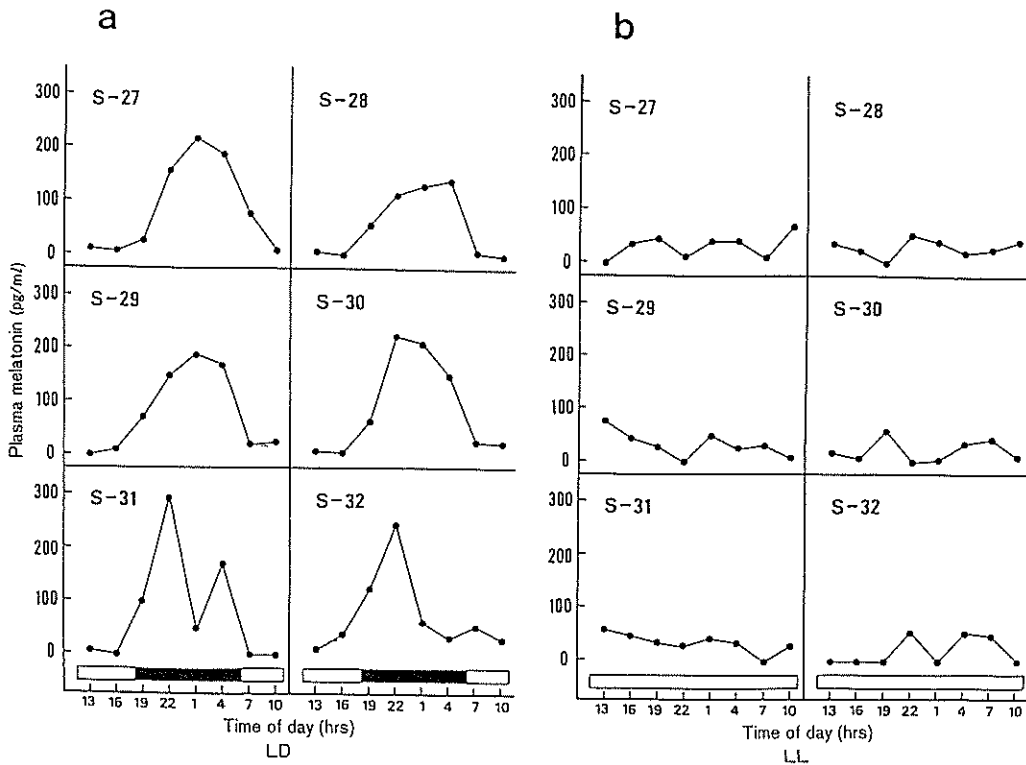 a
b
Plasma melatonin (pg/ml)
S-27
S-28
300
200
100
0
S-29
S-30
300
200
100
0
S-31
S-32
300
200
100
0
13 16 19 22 1 4 7 10
13 16 19 22 1 4 7 10
Time of day (hrs)
LD
S-27
S-28
300
200
100
0
S-29
S-30
300
200
100
0
S-31
S-32
300
200
100
0
13 16 19 22 1 4 7 10
13 16 19 22 1 4 7 10
Time of day (hrs)
LL